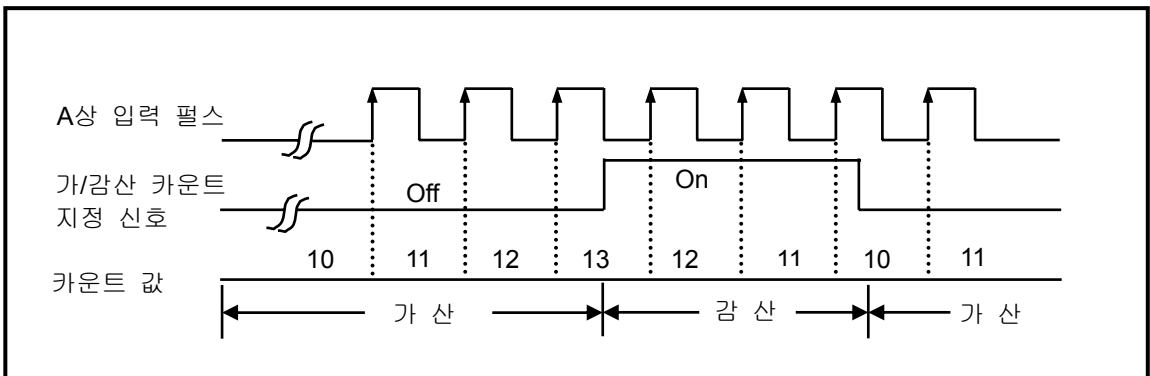 A상 입력 펄스
가/감산 카운트
지정 신호
Off
On
카운트 값
10 11 12 13 12 11 10 11
가 산 감 산 가 산